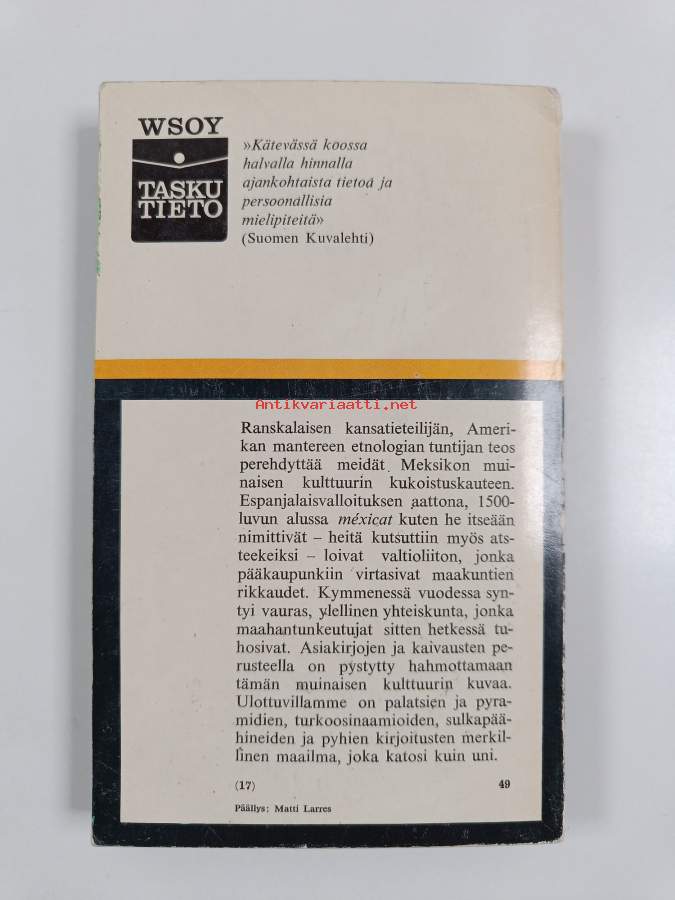 WSOY
TASKU
TIETO
»Kätevässä koossa
halvalla hinnalla
ajankohtaista tietoa ja
persoonallisia
mielipiteitä»
(Suomen Kuvalehti)
Antikvariaatti.net
Ranskalaisen kansatieteilijän, Ameri-
kan mantereen etnologian tuntijan teos
perehdyttää meidät Meksikon mui-
naisen kulttuurin kukoistuskauteen.
Espanjalaisvalloituksen aattona, 1500-
luvun alussa méxicat kuten he itseään
nimittivät – heitä kutsuttiin myös ats-
teekeiksi – loivat valtioliiton, jonka
pääkaupunkiin virtasivat maakuntien
rikkaudet. Kymmenessä vuodessa syn-
tyi vauras, ylellinen yhteiskunta, jonka
maahantunkeutujat sitten hetkessä tu-
hosivat. Asiakirjojen ja kaivausten pe-
rusteella on pystytty hahmottamaan
tämän muinaisen kulttuurin kuvaa.
Ulottuvillamme on palatsien ja pyra-
midien, turkoosinaamioiden, sulkapää-
hineiden ja pyhien kirjoitusten merkil-
linen maailma, joka katosi kuin uni.
(17) 49
Päällys: Matti Larres